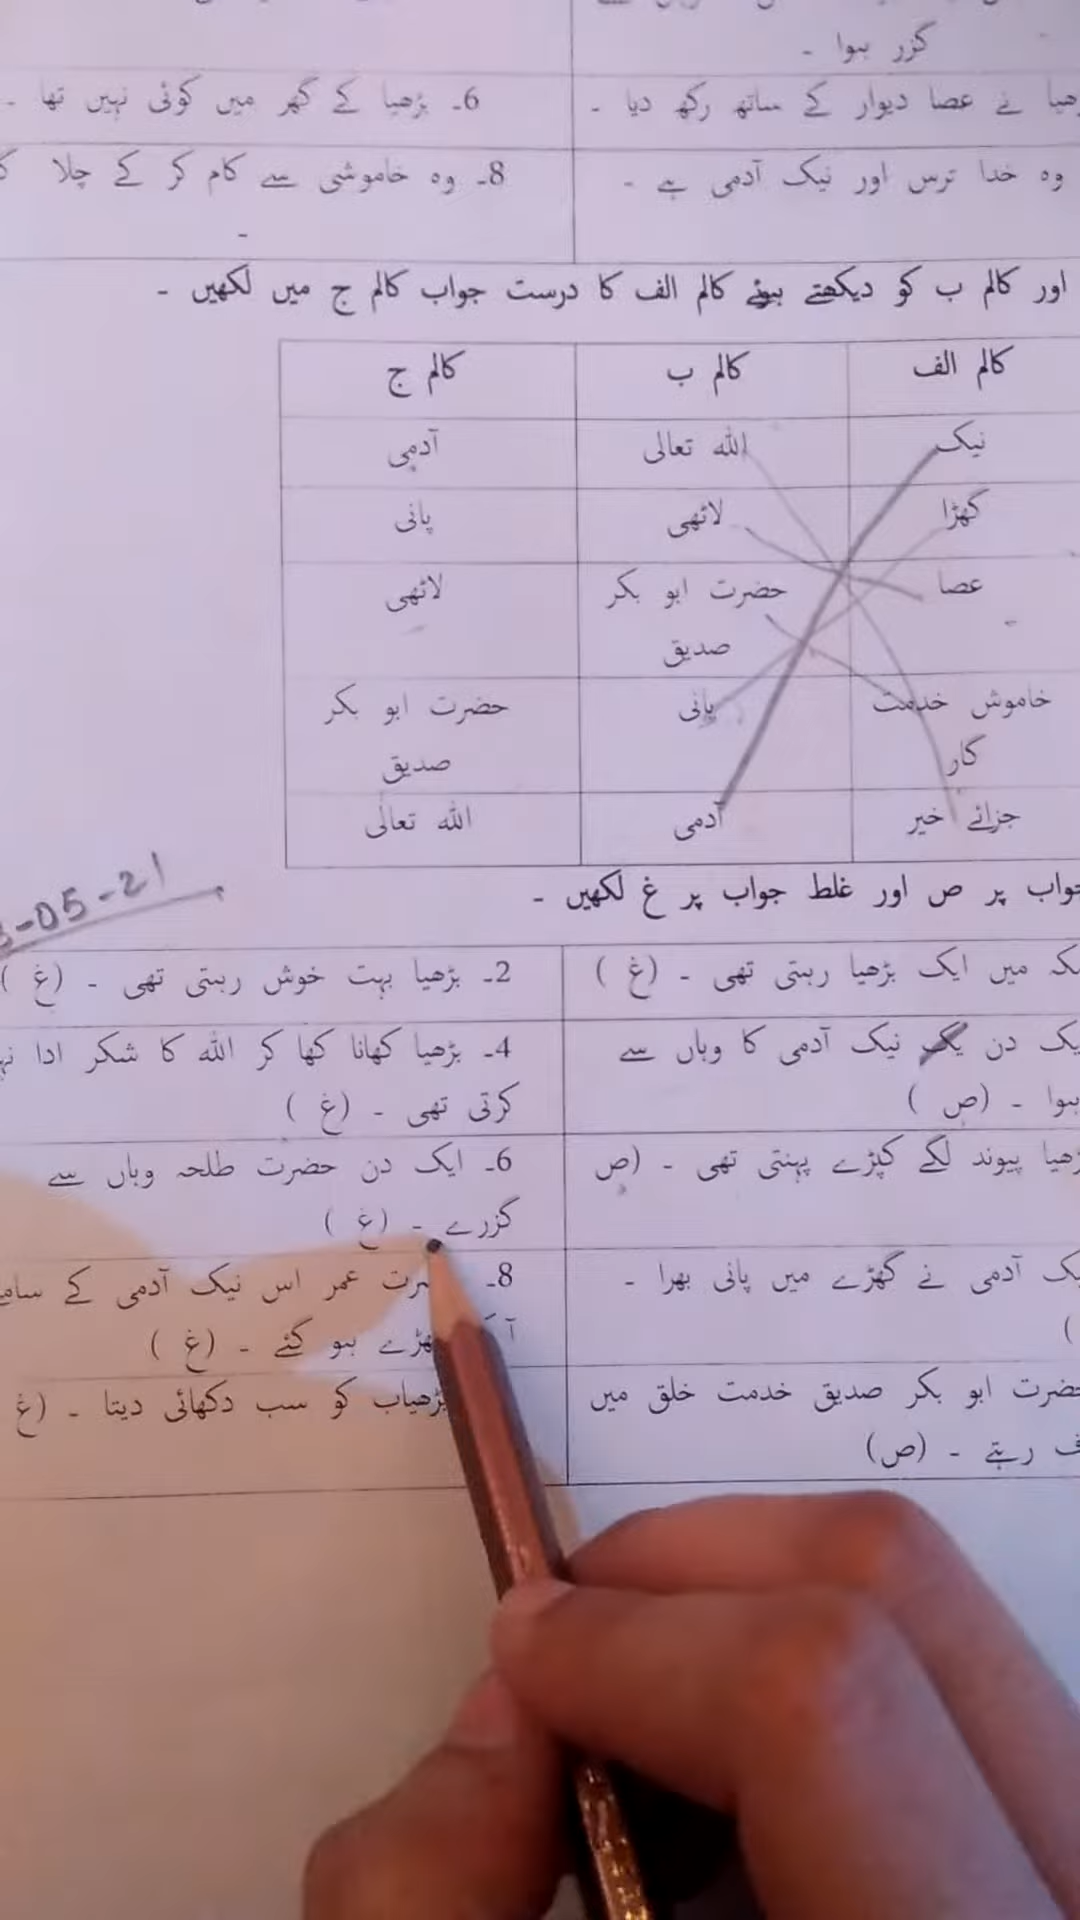 گزر ہوا ۔
نے عصا دیوار کے ساتھ رکھ دیا ۔
6۔ بڑھیا کے گھر میں کوئی نہیں تھا ۔
وہ خدا ترس اور نیک آدمی ہے ۔
8۔ وہ خاموشی سے کام کر کے چلا
۔
اور کالم ب کو دیکھتے ہوئے کالم الف کا درست جواب کالم ج میں لکھیں ۔
کالم الف کالم ب کالم ج
نیک اللہ تعالی آدمی
گھڑا لاٹھی پانی
عصا حضرت ابو بکر لاٹھی
صدیق
خاموش خدمت پانی حضرت ابو بکر
گار صدیق
جزائے خیر آدمی اللہ تعالی
جواب پر ص اور غلط جواب پر غ لکھیں ۔
05-21
میں ایک بڑھیا رہتی تھی ۔ (غ )
2۔ بڑھیا بہت خوش رہتی تھی ۔ (غ )
دن یک نیک آدمی کا وہاں سے
ہوا ۔ (ص )
4۔ بڑھیا کھانا کھا کر اللہ کا شکر ادا
کرتی تھی ۔ (غ )
پیوند لگے کپڑے پہنتی تھی ۔ (ص
6۔ ایک دن حضرت طلحہ وہاں سے
گزرے ۔ (غ )
آدمی نے گھڑے میں پانی بھرا ۔
)
8۔ عمر اس نیک آدمی کے
ہو گئے ۔ (غ )
ابو بکر صدیق خدمت خلق میں
رہتے ۔ (ص)
کو سب دکھائی دیتا ۔ (غ